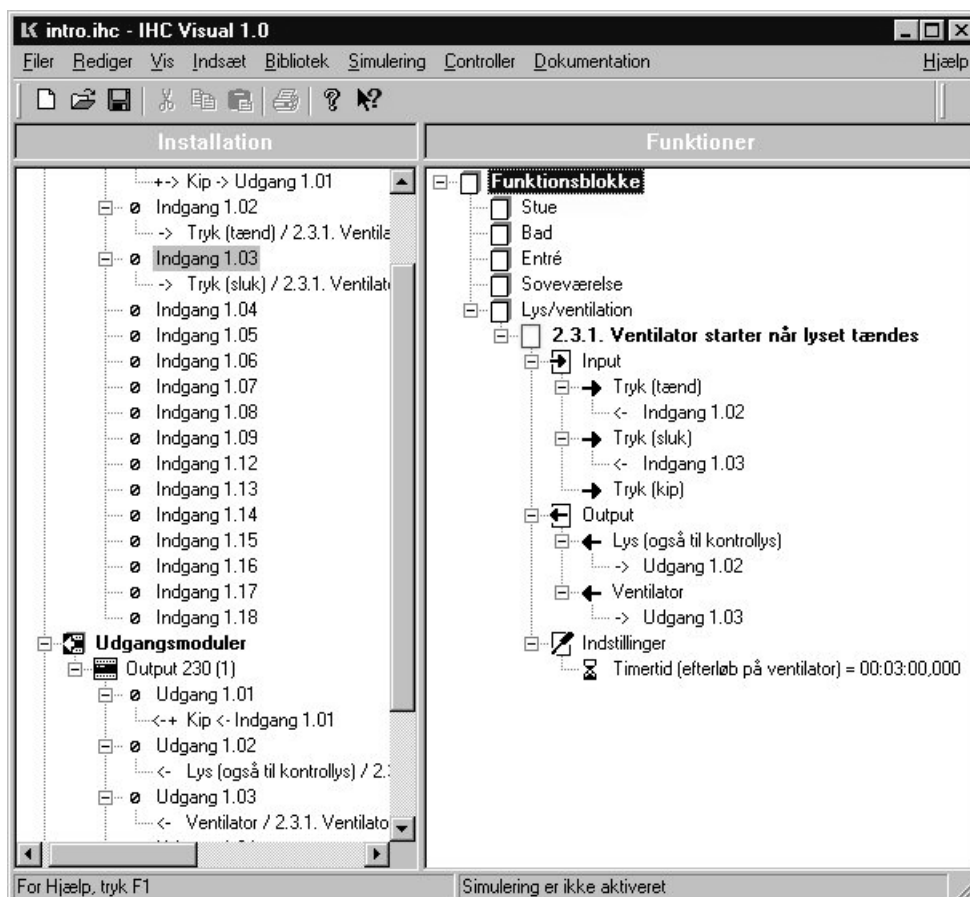 intro.ihc - IHC Visual 1.0
Filer Rediger Vis Indsæt Bibliotek Simulering Controller Dokumentation Hjælp
Installation
+-> Kip -> Udgang 1.01
Indgang 1.02
-> Tryk (tænd) / 2.3.1. Ventila
Indgang 1.03
-> Tryk (sluk) / 2.3.1. Ventilat
Indgang 1.04
Indgang 1.05
Indgang 1.06
Indgang 1.07
Indgang 1.08
Indgang 1.09
Indgang 1.12
Indgang 1.13
Indgang 1.14
Indgang 1.15
Indgang 1.16
Indgang 1.17
Indgang 1.18
Udgangsmoduler
Output 230 (1)
Udgang 1.01
<-+ Kip <- Indgang 1.01
Udgang 1.02
<- Lys (også til kontrollys) / 2.
Udgang 1.03
<- Ventilator / 2.3.1. Ventilato
Funktioner
Funktionsblokke
Stue
Bad
Entré
Soveværelse
Lys/ventilation
2.3.1. Ventilator starter når lyset tændes
Input
Tryk (tænd)
<- Indgang 1.02
Tryk (sluk)
<- Indgang 1.03
Tryk (kip)
Output
Lys (også til kontrollys)
-> Udgang 1.02
Ventilator
-> Udgang 1.03
Indstillinger
Timertid (efterløb på ventilator) = 00:03:00,000
For Hjælp, tryk F1
Simulering er ikke aktiveret